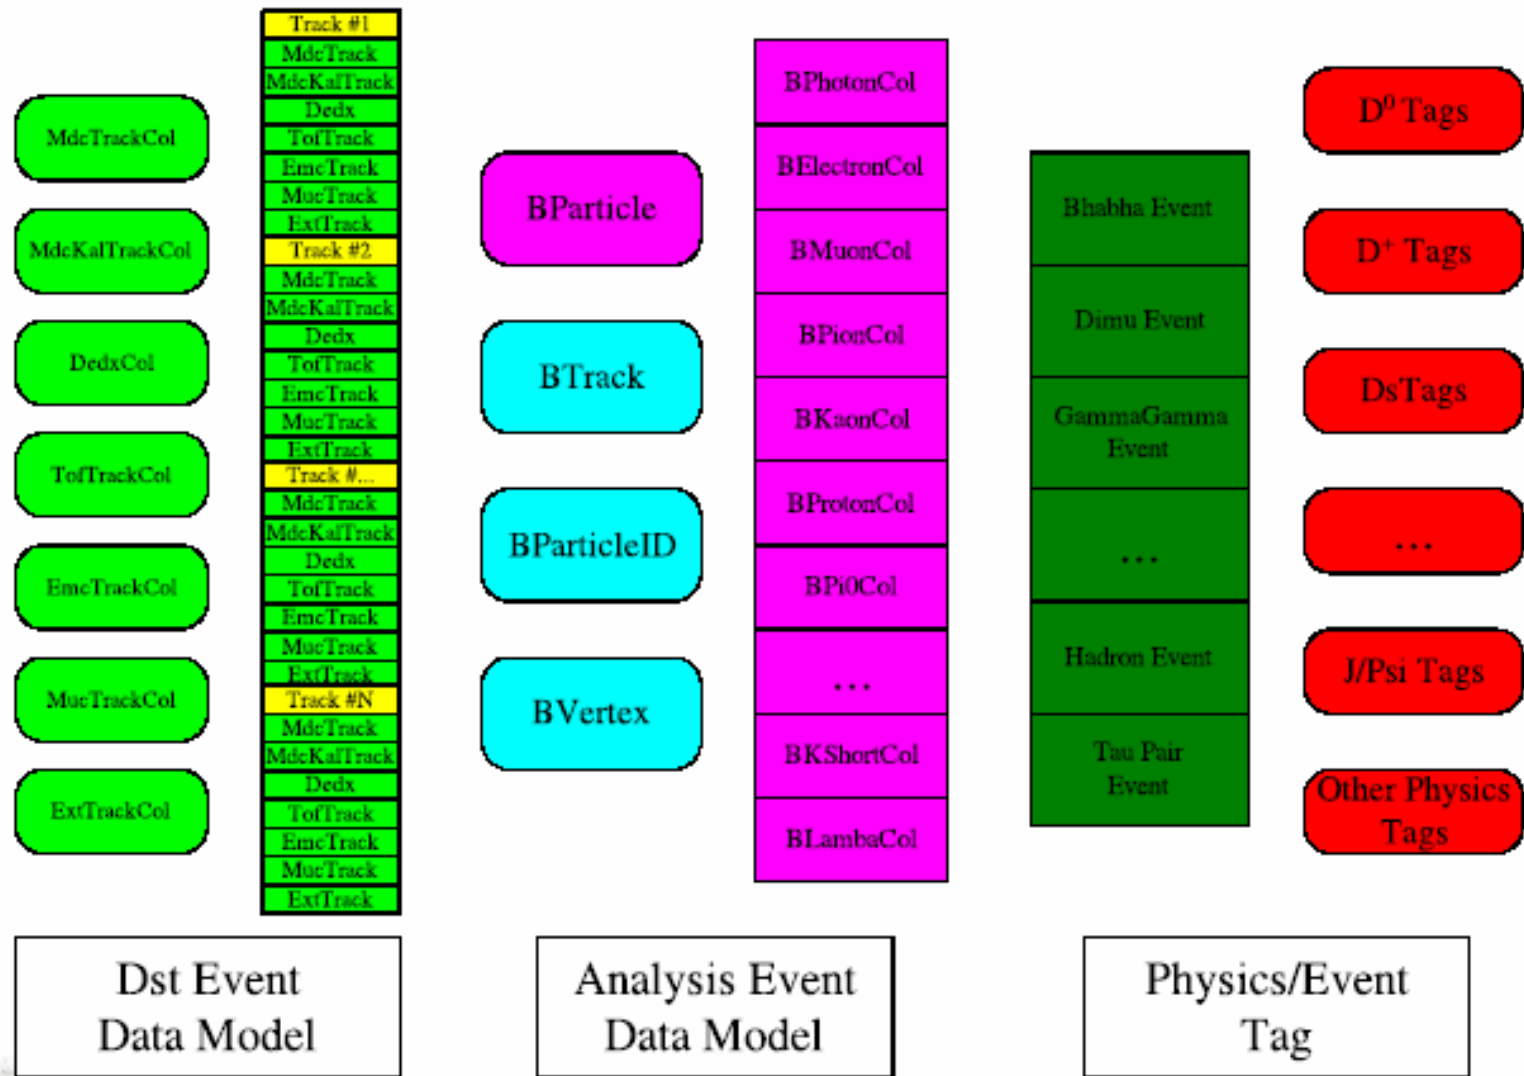 MdcTrackCol
MdcKalTrackCol
DedxCol
TofTrackCol
EmcTrackCol
MucTrackCol
ExtTrackCol
Track #1
MdcTrack
MdcKalTrack
Dedx
TofTrack
EmcTrack
MucTrack
ExtTrack
Track #2
MdcTrack
MdcKalTrack
Dedx
TofTrack
EmcTrack
MucTrack
ExtTrack
Track #...
MdcTrack
MdcKalTrack
Dedx
TofTrack
EmcTrack
MucTrack
ExtTrack
Track #N
MdcTrack
MdcKalTrack
Dedx
TofTrack
EmcTrack
MucTrack
ExtTrack
Dst Event
Data Model
BParticle
BTrack
BParticleID
BVertex
BPhotonCol
BElectronCol
BMuonCol
BPionCol
BKaonCol
BProtonCol
BPi0Col
...
BKShortCol
BLambaCol
Analysis Event
Data Model
Bhabha Event
Dimu Event
GammaGamma
Event
...
Hadron Event
Tau Pair
Event
D⁰ Tags
D⁺ Tags
DsTags
...
J/Psi Tags
Other Physics
Tags
Physics/Event
Tag